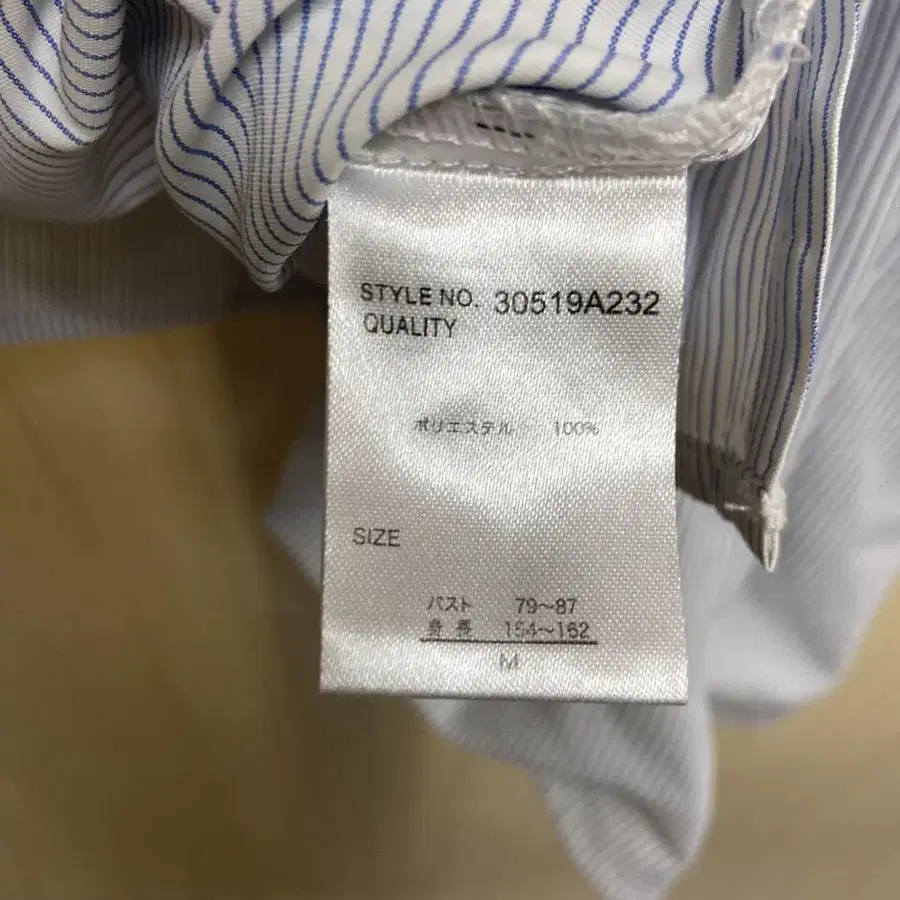 STYLE NO. 30519A232
QUALITY
ポリエステル 100%
SIZE
バスト 79～87
身長 154～162
M